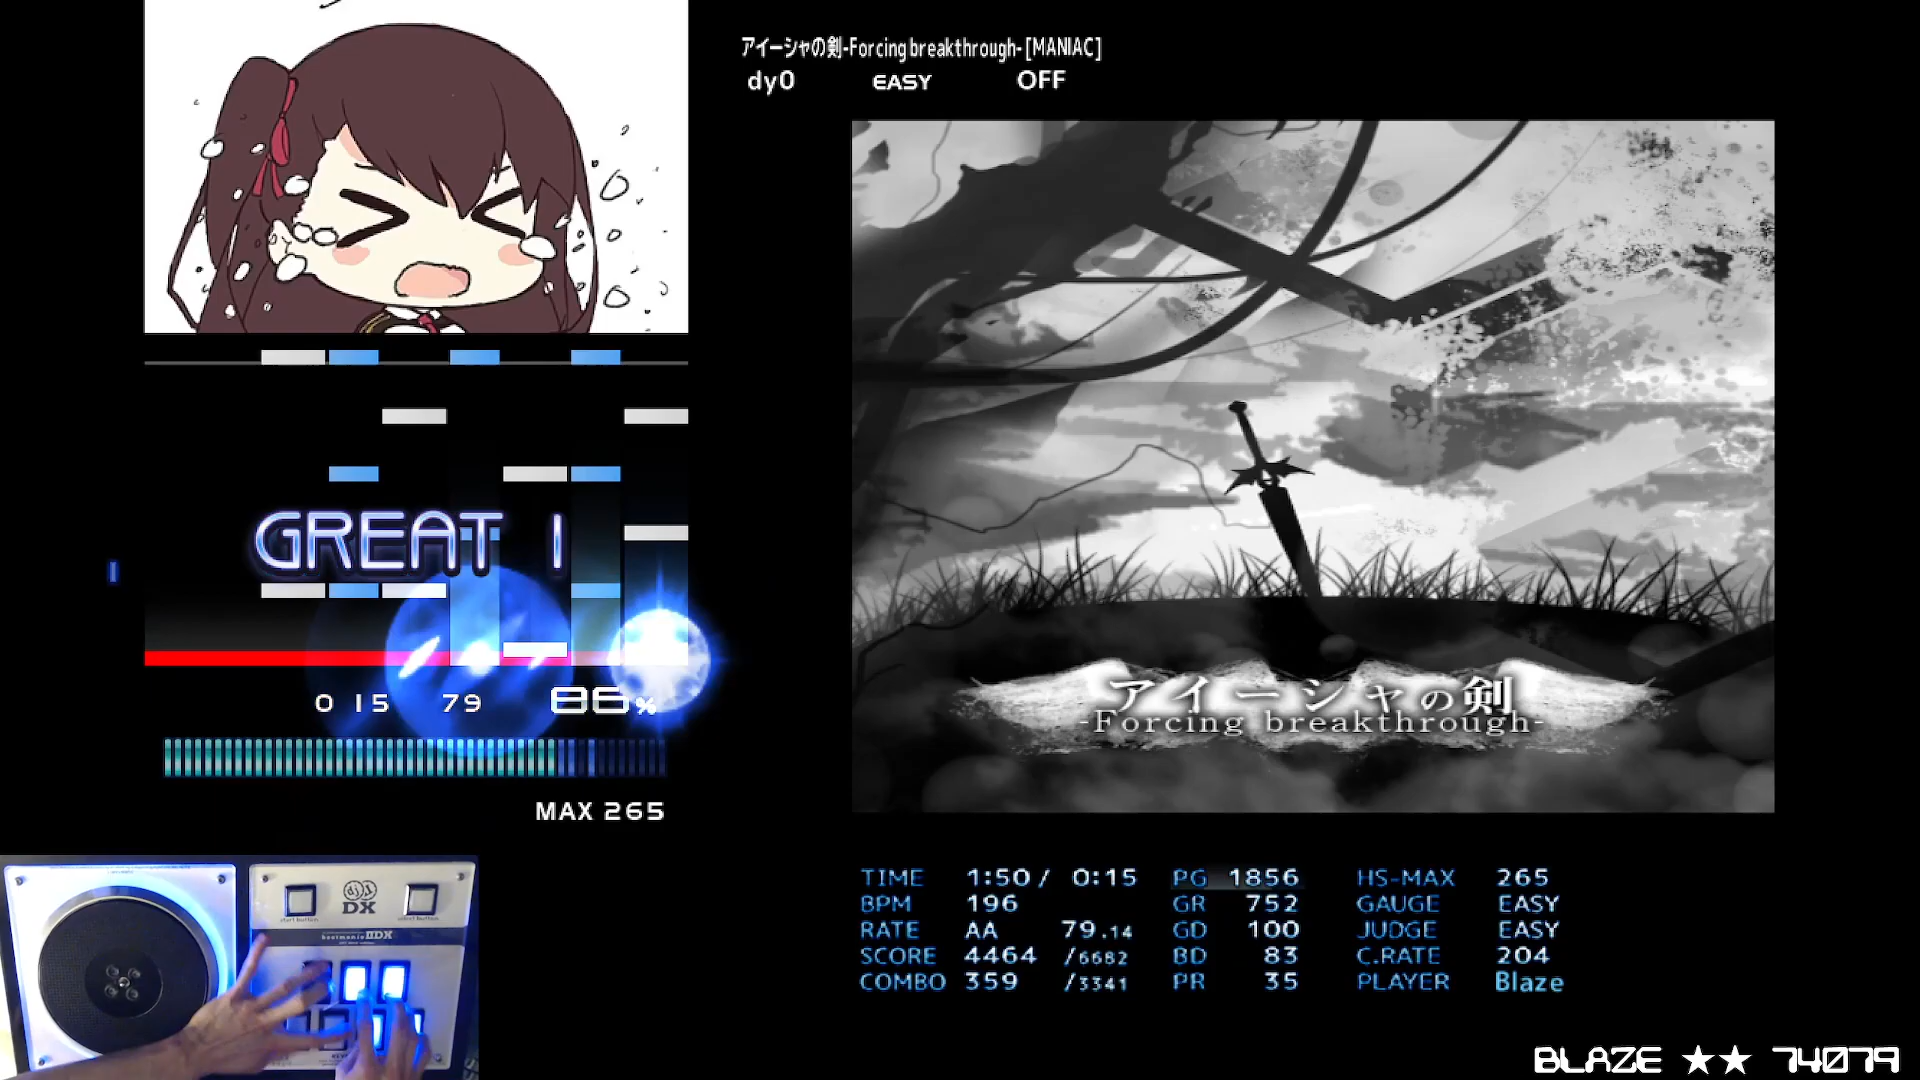 アイーシャの剣-Forcing breakthrough- [MANIAC]
dy0 EASY OFF
GREAT 1
0 15 79 86%
MAX 265
アイーシャの剣
-Forcing breakthrough-
DX
beatmania IIDX
TIME 1:50 / 0:15 PG 1856 HS-MAX 265
BPM 196 GR 752 GAUGE EASY
RATE AA 79.14 GD 100 JUDGE EASY
SCORE 4464 /6682 BD 83 C.RATE 204
COMBO 359 /3341 PR 35 PLAYER Blaze
BLAZE ★★ 74079